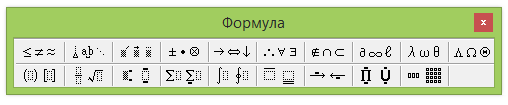 Формула x
≤ ≠ ≈ ∫ a͎b ⋱ ± • ⊗ → ⇔ ↓ ∴ ∀ ∃ ∉ ∩ ⊂ ∂ ∞ ℓ λ ω θ Λ Ω Θ
(▯) [▯] √▯ Σ▯ Σ▯ ∫▯ ∮▯ → ← Π Ụ